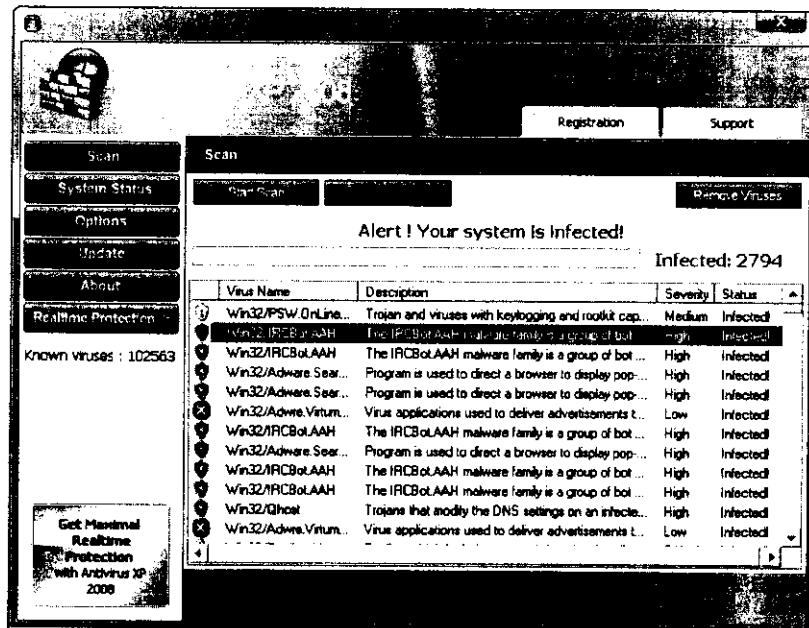 Registration Support
Scan
Scan
System Status
Start Scan
Remove Viruses
Options
Alert ! Your system is Infected!
Update
Infected: 2794
About
Virus Name Description Severity Status
Realtime Protection
Win32/PSW.OnLine... Trojan and viruses with keylogging and rootkit cap... Medium Infected!
Win32/IRCBot.AAH The IRCBot.AAH malware family is a group of bot High Infected!
Known viruses : 102563
Win32/IRCBot.AAH The IRCBot.AAH malware family is a group of bot ... High Infected!
Win32/Adware.Sear... Program is used to direct a browser to display pop-... High Infected!
Win32/Adware.Sear... Program is used to direct a browser to display pop-... High Infected!
Win32/Adwre.Virtum... Virus applications used to deliver advertisements t... Low Infected!
Win32/IRCBot.AAH The IRCBot.AAH malware family is a group of bot ... High Infected!
Win32/Adware.Sear... Program is used to direct a browser to display pop-... High Infected!
Win32/IRCBot.AAH The IRCBot.AAH malware family is a group of bot ... High Infected!
Win32/IRCBot.AAH The IRCBot.AAH malware family is a group of bot ... High Infected!
Win32/Qhost Trojans that modify the DNS settings on an infecte... High Infected!
Win32/Adwre.Virtum... Virus applications used to deliver advertisements t... Low Infected!
Get Maximal
Realtime
Protection
with Antivirus XP
2008